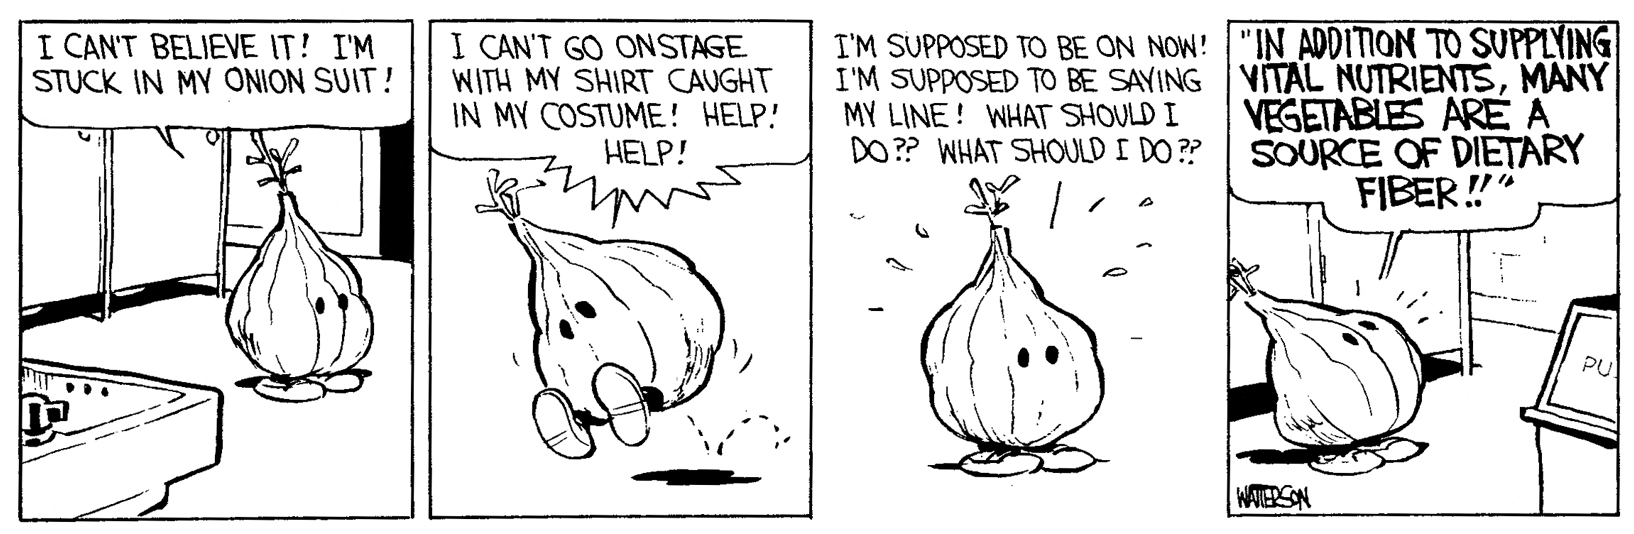 I CAN'T BELIEVE IT! I'M
STUCK IN MY ONION SUIT!
I CAN'T GO ONSTAGE
WITH MY SHIRT CAUGHT
IN MY COSTUME! HELP!
HELP!
I'M SUPPOSED TO BE ON NOW!
I'M SUPPOSED TO BE SAYING
MY LINE! WHAT SHOULD I
DO?? WHAT SHOULD I DO??
"IN ADDITION TO SUPPLYING
VITAL NUTRIENTS, MANY
VEGETABLES ARE A
SOURCE OF DIETARY
FIBER!!"
PU
WATTERSON